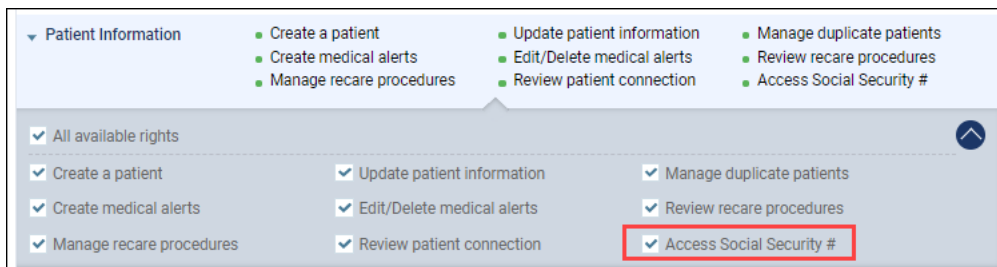 Patient Information Create a patient Update patient information Manage duplicate patients
Create medical alerts Edit/Delete medical alerts Review recare procedures
Manage recare procedures Review patient connection Access Social Security #
All available rights
Create a patient Update patient information Manage duplicate patients
Create medical alerts Edit/Delete medical alerts Review recare procedures
Manage recare procedures Review patient connection Access Social Security #